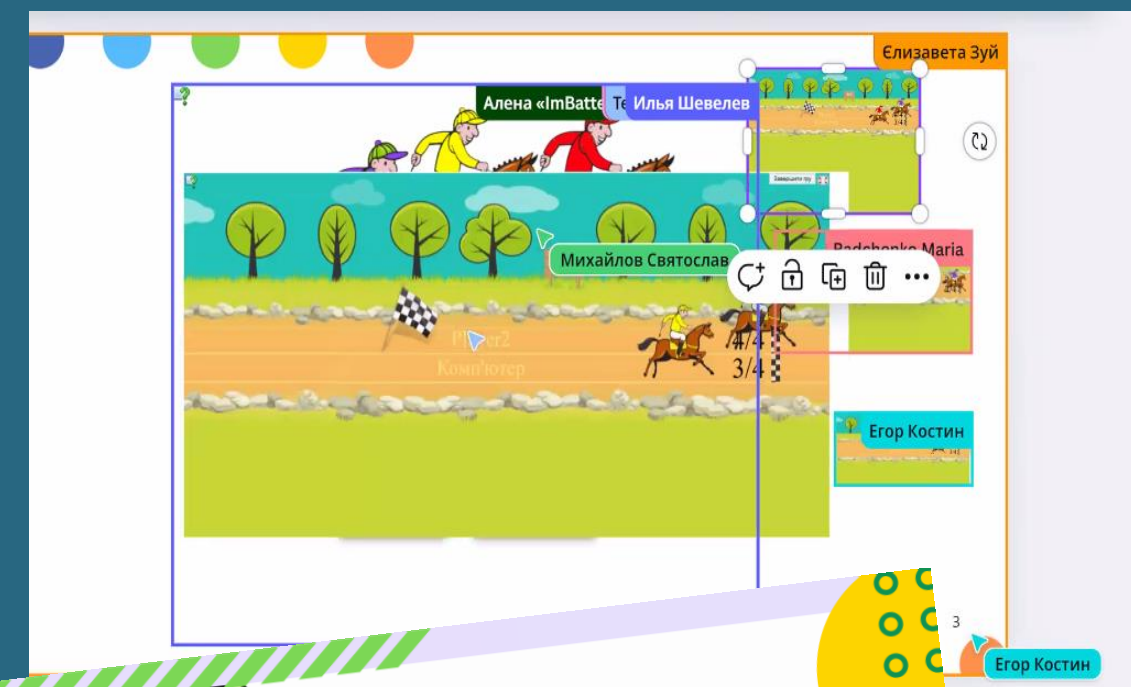 Єлизавета Зуй
Алена «ImBatte
Te
Илья Шевелев
Завершити гру
Михайлов Святослав
Radchenko Maria
Player2
4/4
Комп'ютер
3/4
Егор Костин
3
Егор Костин